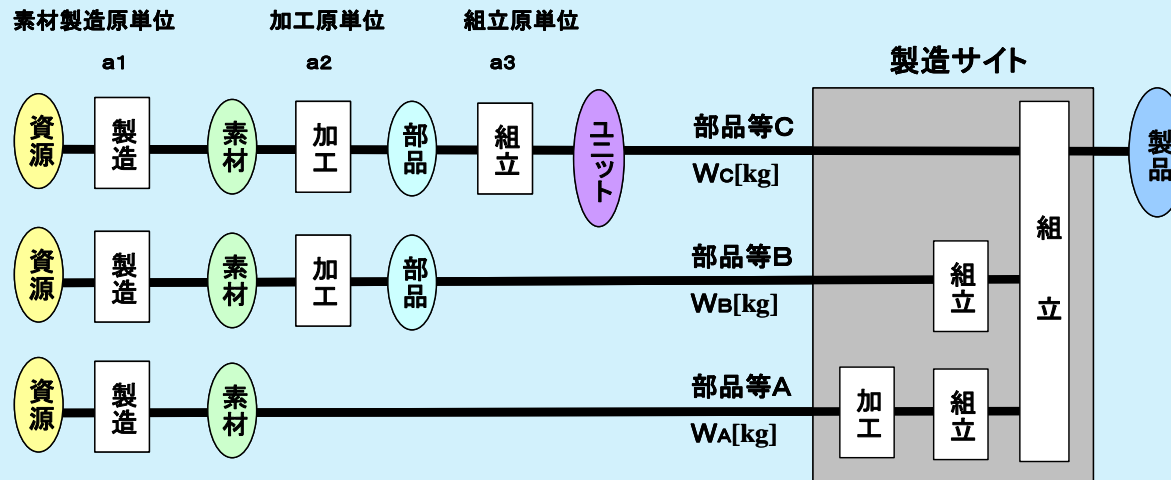 素材製造原単位 加工原単位 組立原単位
a1 a2 a3
製造サイト
資源 製造 素材 加工 部品 組立 ユニット 部品等C 製品
Wc[kg]
資源 製造 素材 加工 部品 部品等B 組立 組立
WB[kg]
資源 製造 素材 部品等A 加工 組立
WA[kg]